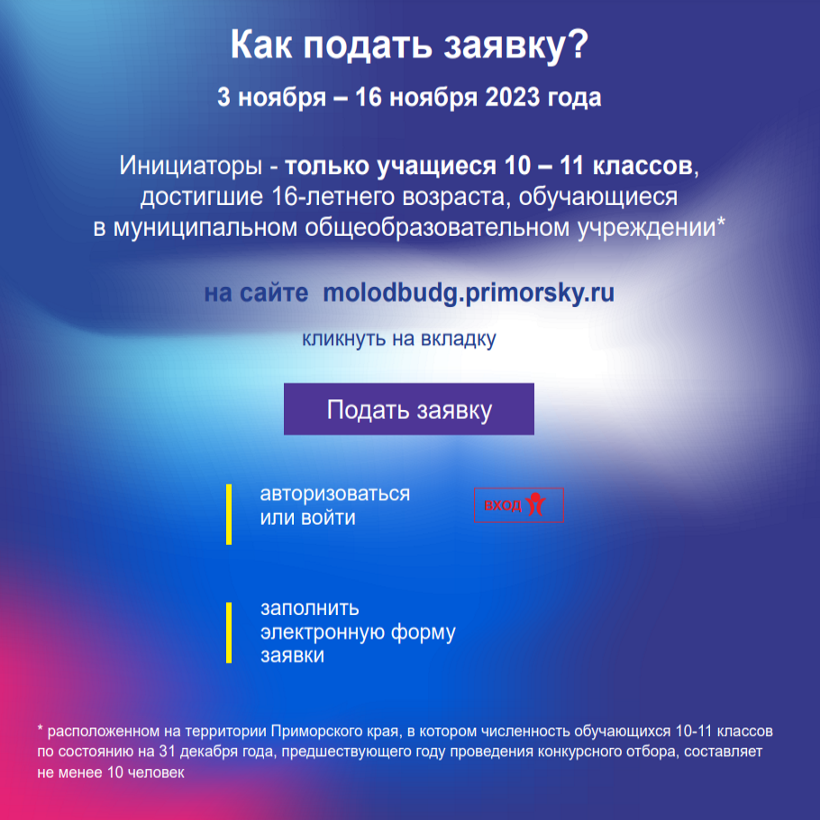 Как подать заявку?
3 ноября – 16 ноября 2023 года
Инициаторы - только учащиеся 10 – 11 классов,
достигшие 16-летнего возраста, обучающиеся
в муниципальном общеобразовательном учреждении*
на сайте molodbudg.primorsky.ru
кликнуть на вкладку
Подать заявку
авторизоваться
или войти
ВХОД
заполнить
электронную форму
заявки
* расположенном на территории Приморского края, в котором численность обучающихся 10-11 классов
по состоянию на 31 декабря года, предшествующего году проведения конкурсного отбора, составляет
не менее 10 человек